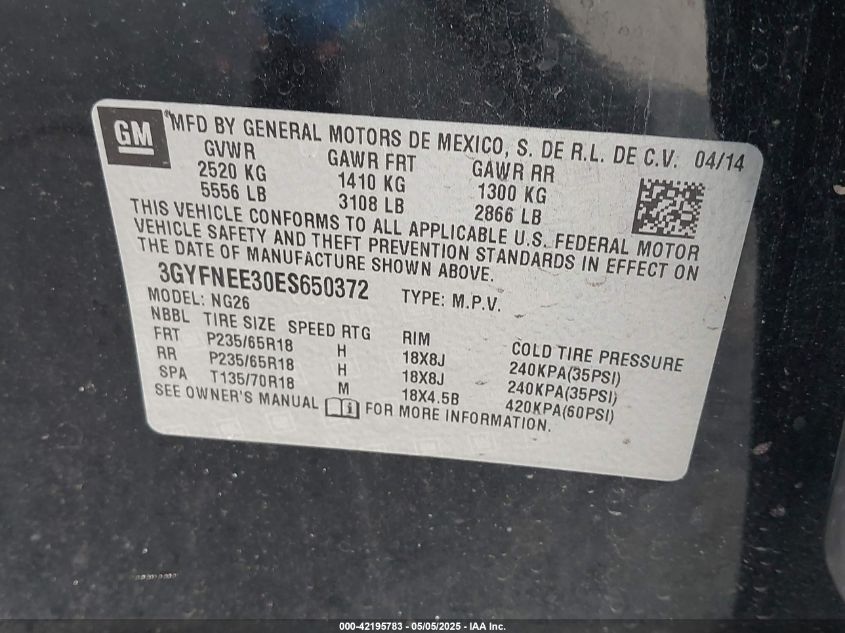 GM
MFD BY GENERAL MOTORS DE MEXICO, S. DE R.L. DE C.V. 04/14
GVWR GAWR FRT GAWR RR
2520 KG 1410 KG 1300 KG
5556 LB 3108 LB 2866 LB
THIS VEHICLE CONFORMS TO ALL APPLICABLE U.S. FEDERAL MOTOR
VEHICLE SAFETY AND THEFT PREVENTION STANDARDS IN EFFECT ON
THE DATE OF MANUFACTURE SHOWN ABOVE.
3GYFNEE30ES650372 TYPE: M.P.V.
MODEL: NG26
NBBL TIRE SIZE SPEED RTG RIM COLD TIRE PRESSURE
FRT P235/65R18 H 18X8J 240KPA(35PSI)
RR P235/65R18 H 18X8J 240KPA(35PSI)
SPA T135/70R18 M 18X4.5B 420KPA(60PSI)
SEE OWNER'S MANUAL FOR MORE INFORMATION.
000-42195783 - 05/05/2025 - IAA Inc.